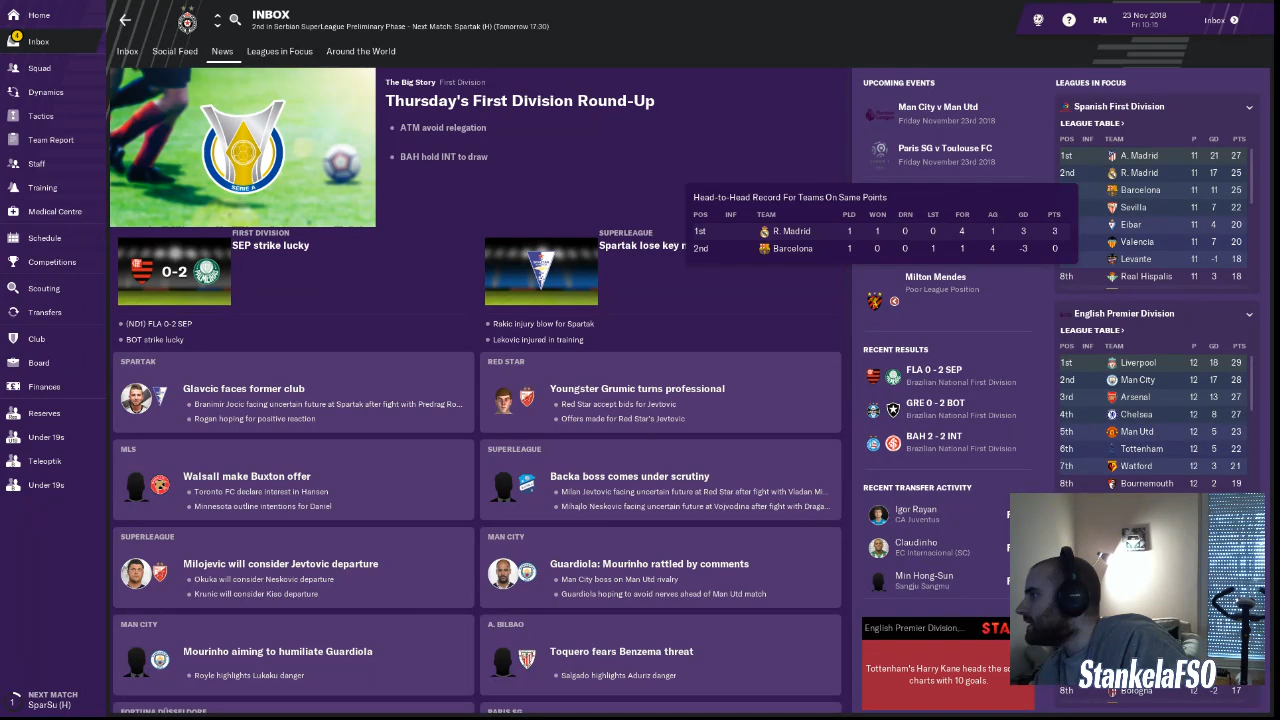 Home
Inbox
4
Squad
Dynamics
Tactics
Team Report
Staff
Training
Medical Centre
Schedule
Competitions
Scouting
Transfers
Club
Board
Finances
Reserves
Under 19s
Teleoptik
Under 19s
NEXT MATCH
SparSu (H)
INBOX
2nd in Serbian SuperLeague Preliminary Phase - Next Match: Spartak (H) (Tomorrow 17:30)
FM
23 Nov 2018
Fri 10:15
Inbox
Inbox
Social Feed
News
Leagues in Focus
Around the World
SÉRIE A
The Big Story First Division
Thursday's First Division Round-Up
ATM avoid relegation
BAH hold INT to draw
FIRST DIVISION
SEP strike lucky
0-2
(ND1) FLA 0-2 SEP
BOT strike lucky
SUPERLEAGUE
Spartak lose key
Rakic injury blow for Spartak
Lekovic injured in training
SPARTAK
Glavcic faces former club
Branimir Jocic facing uncertain future at Spartak after fight with Predrag Ro...
Rogan hoping for positive reaction
RED STAR
Youngster Grumic turns professional
Red Star accept bids for Jevtovic
Offers made for Red Star's Jevtovic
MLS
Walsall make Buxton offer
Toronto FC declare interest in Hansen
Minnesota outline intentions for Daniel
SUPERLEAGUE
Backa boss comes under scrutiny
Milan Jevtovic facing uncertain future at Red Star after fight with Vladan Mi...
Mihajlo Neskovic facing uncertain future at Vojvodina after fight with Draga...
SUPERLEAGUE
Milojevic will consider Jevtovic departure
Okuka will consider Neskovic departure
Krunic will consider Kiso departure
MAN CITY
Guardiola: Mourinho rattled by comments
Man City boss on Man Utd rivalry
Guardiola hoping to avoid nerves ahead of Man Utd match
MAN CITY
Mourinho aiming to humiliate Guardiola
Royle highlights Lukaku danger
A. BILBAO
Toquero fears Benzema threat
Salgado highlights Aduriz danger
FORTUNA DÜSSELDORF
PARIS SG
UPCOMING EVENTS
Man City v Man Utd
Friday November 23rd 2018
Paris SG v Toulouse FC
Friday November 23rd 2018
Head-to-Head Record For Teams On Same Points
POS INF TEAM PLD WON DRN LST FOR AG GD PTS
1st R. Madrid 1 1 0 0 4 1 3 3
2nd Barcelona 1 0 0 1 1 4 -3 0
Milton Mendes
Poor League Position
RECENT RESULTS
FLA 0 - 2 SEP
Brazilian National First Division
GRE 0 - 2 BOT
Brazilian National First Division
BAH 2 - 2 INT
Brazilian National First Division
RECENT TRANSFER ACTIVITY
Igor Rayan
CA Juventus
Claudinho
EC Internacional (SC)
Min Hong-Sun
Sangju Sangmu
English Premier Division,...
STA
Tottenham's Harry Kane heads the sc
charts with 10 goals.
LEAGUES IN FOCUS
Spanish First Division
LEAGUE TABLE >
POS INF TEAM P GD PTS
1st A. Madrid 11 21 27
2nd R. Madrid 11 17 25
Barcelona 11 11 25
Sevilla 11 7 22
Eibar 11 4 20
Valencia 11 7 20
Levante 11 -1 18
8th Real Hispalis 11 3 18
English Premier Division
LEAGUE TABLE >
POS INF TEAM P GD PTS
1st Liverpool 12 18 29
2nd Man City 12 17 28
3rd Arsenal 12 13 27
4th Chelsea 12 8 27
5th Man Utd 12 5 23
6th Tottenham 12 5 22
7th Watford 12 3 21
8th Bournemouth 12 2 19
StankelaFSO
8th Bologna 12 -2 17